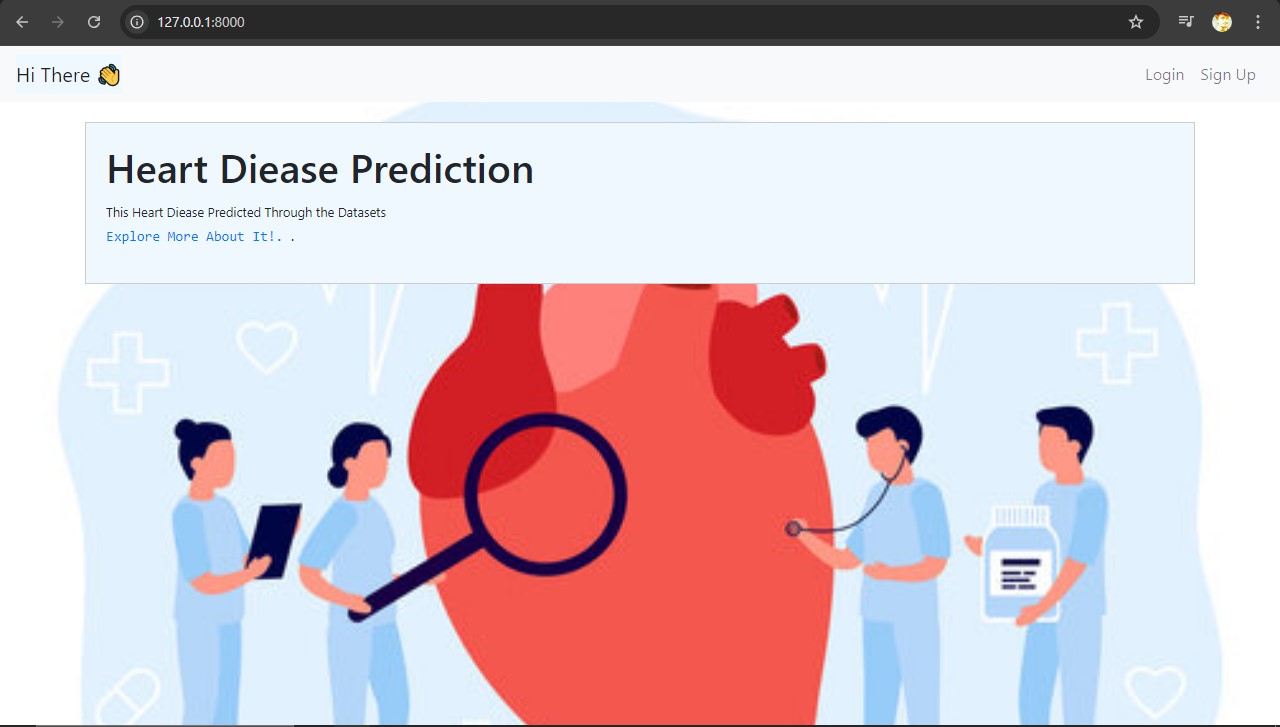 127.0.0.1:8000
Hi There 👏
Login Sign Up
Heart Diease Prediction
This Heart Diease Predicted Through the Datasets
Explore More About It!. .